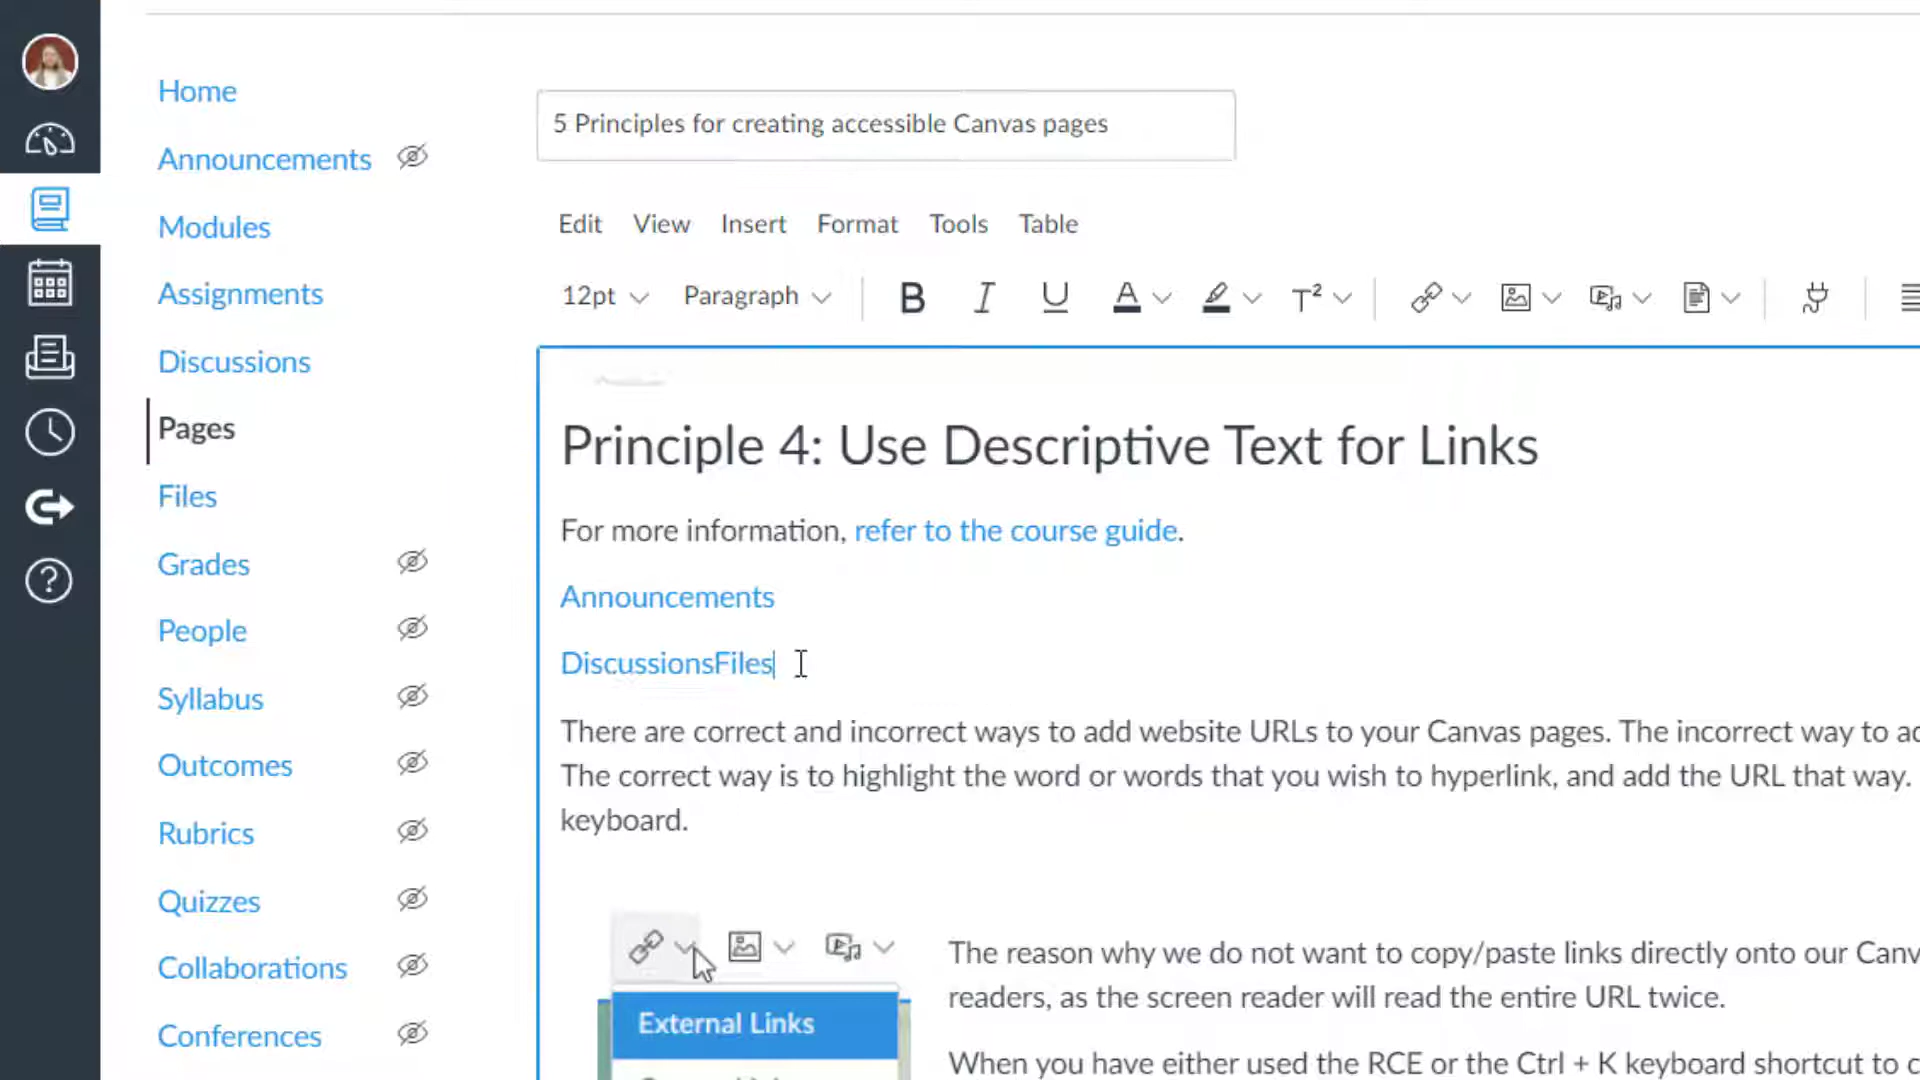 Home
Announcements
Modules
Assignments
Discussions
Pages
Files
Grades
People
Syllabus
Outcomes
Rubrics
Quizzes
Collaborations
Conferences
5 Principles for creating accessible Canvas pages
Edit View Insert Format Tools Table
12pt Paragraph B I U A T²
Principle 4: Use Descriptive Text for Links
For more information, refer to the course guide.
Announcements
DiscussionsFiles
There are correct and incorrect ways to add website URLs to your Canvas pages. The incorrect way to
The correct way is to highlight the word or words that you wish to hyperlink, and add the URL that way.
keyboard.
External Links
The reason why we do not want to copy/paste links directly onto our
readers, as the screen reader will read the entire URL twice.
When you have either used the RCE or the Ctrl + K keyboard shortcut to